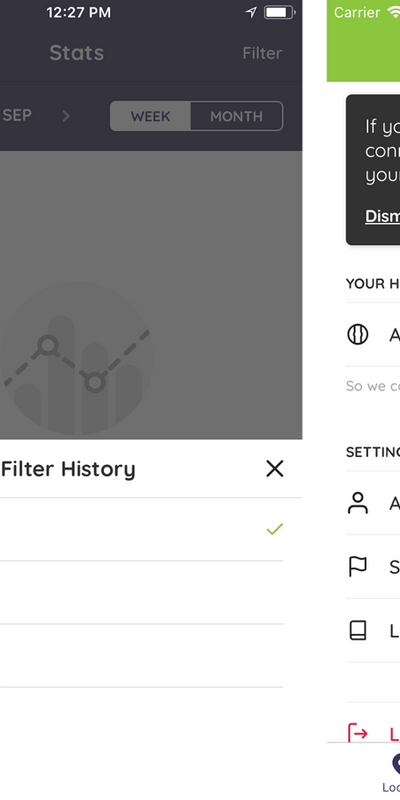 12:27 PM
Stats
Filter
SEP
WEEK
MONTH
Filter History
Carrier
If yo
conn
your
Dism
YOUR H
A
So we co
SETTING
A
S
L
L
Loc